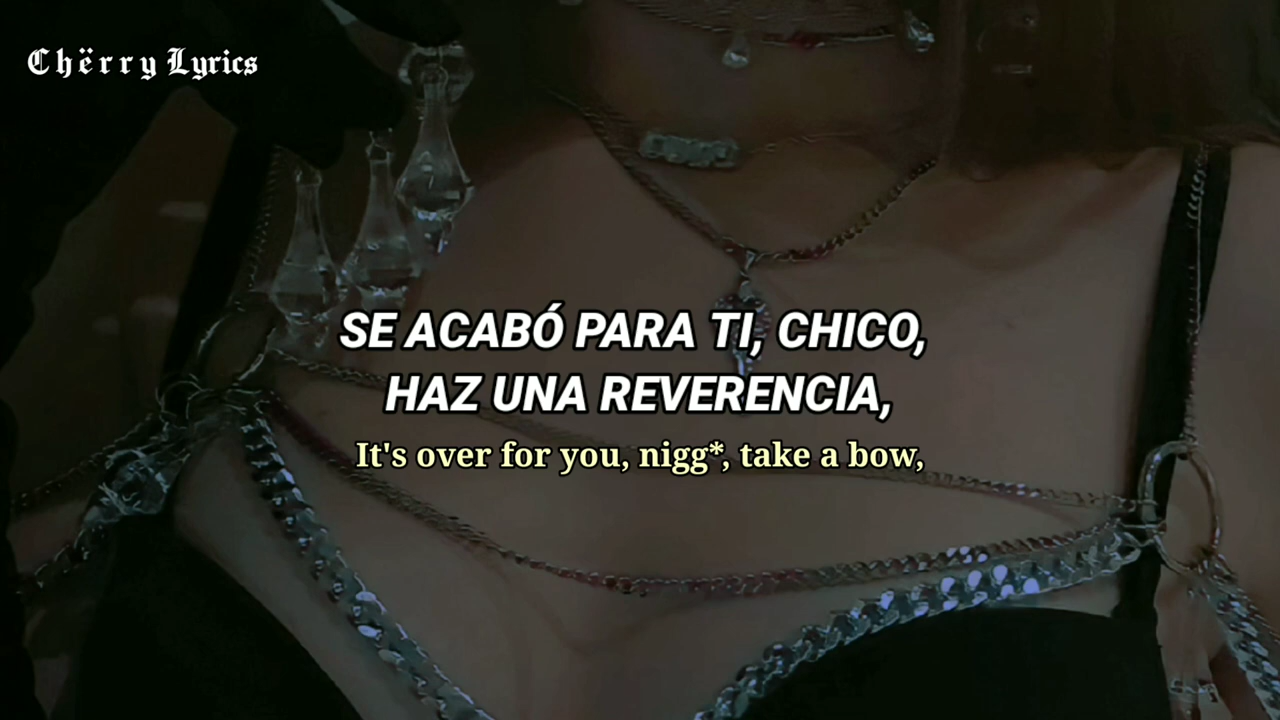 Chërry Lyrics
SE ACABÓ PARA TI, CHICO,
HAZ UNA REVERENCIA,
It's over for you, nigg*, take a bow,